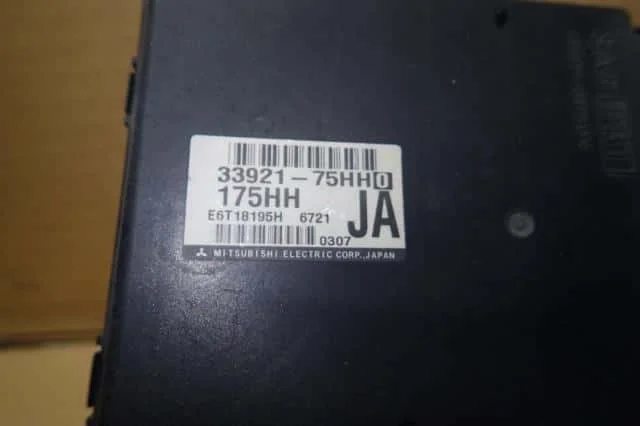 33921-75HH0
175HH
JA
E6T18195H 6721
0307
MITSUBISHI ELECTRIC CORP., JAPAN